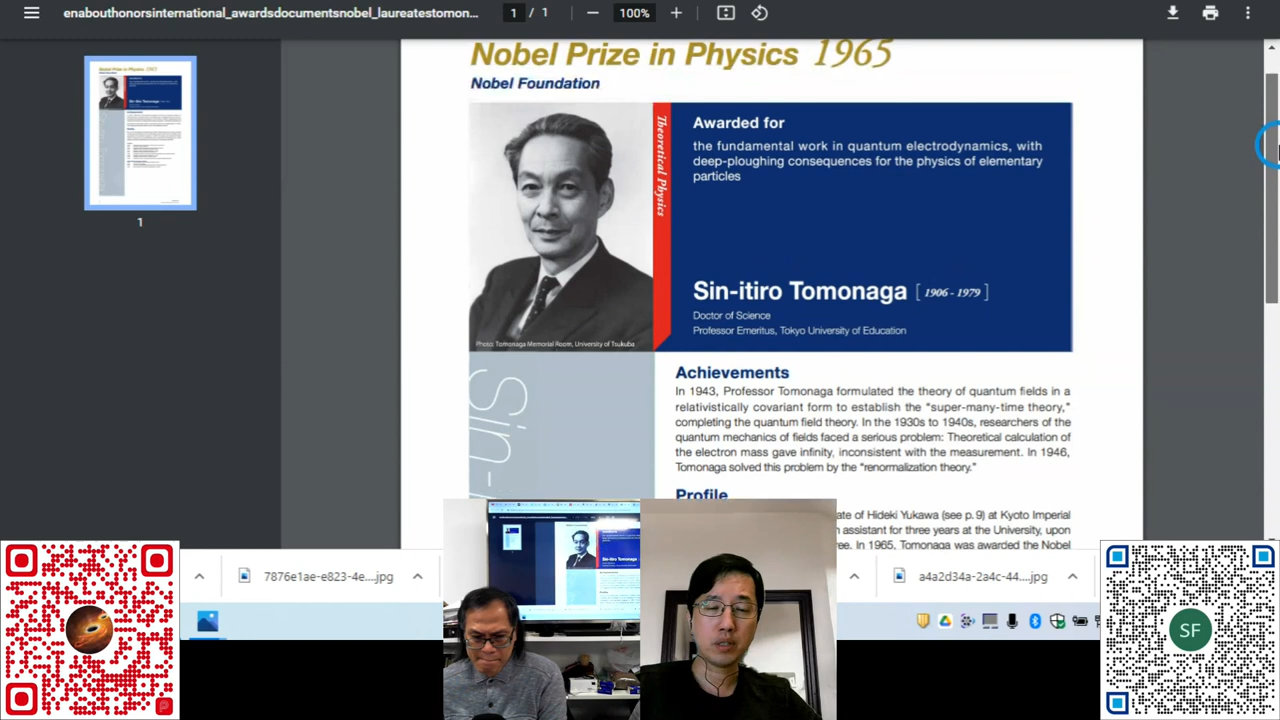 enabouthonorsinternational_awardsdocumentsnobel_laureatestomon...
1 / 1
100%
Nobel Prize in Physics 1965
Nobel Foundation
Theoretical Physics
Awarded for
the fundamental work in quantum electrodynamics, with
deep-ploughing consequences for the physics of elementary
particles
Sin-itiro Tomonaga [ 1906 - 1979 ]
Doctor of Science
Professor Emeritus, Tokyo University of Education
Photo: Tomonaga Memorial Room, University of Tsukuba
1
Sin-i
Achievements
In 1943, Professor Tomonaga formulated the theory of quantum fields in a
relativistically covariant form to establish the “super-many-time theory,”
completing the quantum field theory. In the 1930s to 1940s, researchers of the
quantum mechanics of fields faced a serious problem: Theoretical calculation of
the electron mass gave infinity, inconsistent with the measurement. In 1946,
Tomonaga solved this problem by the “renormalization theory.”
Profile
ate of Hideki Yukawa (see p. 9) at Kyoto Imperial
assistant for three years at the University, upon
ee. In 1965, Tomonaga was awarded the Nobel
7876e1ae-e823-4e....jpg
a4a2d34a-2a4c-44....jpg
SF